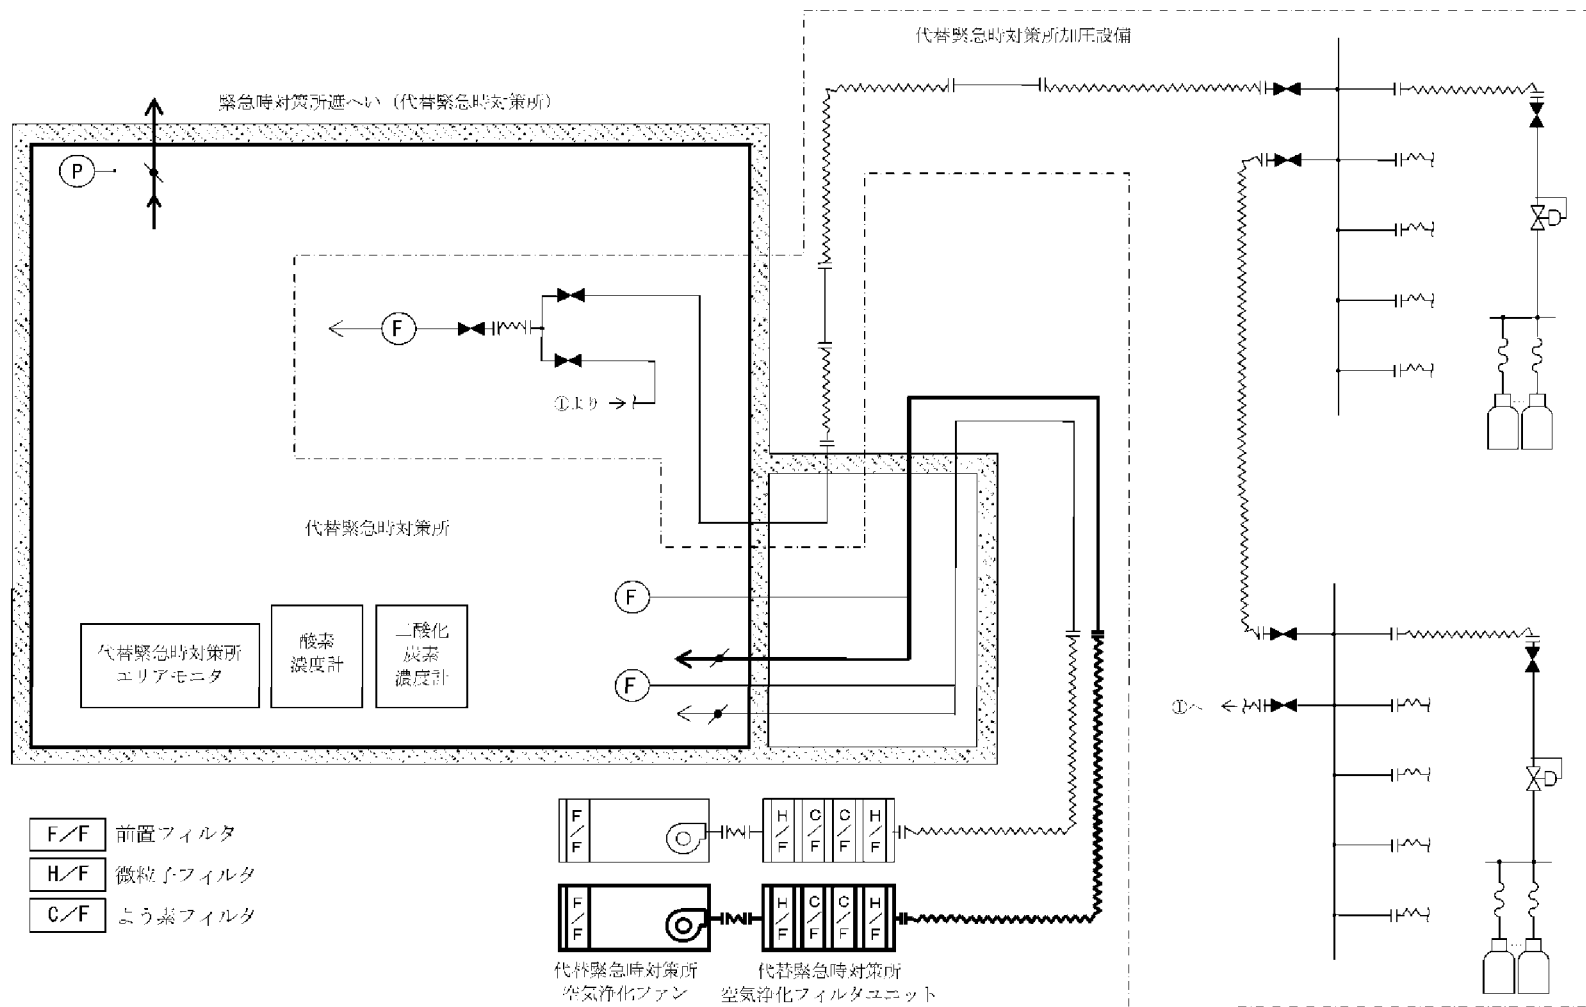 代替緊急時対策所加圧設備
緊急時対策所遮へい（代替緊急時対策所）
P
F
①より
代替緊急時対策所
F
F
代替緊急時対策所
エリアモニタ
酸素
濃度計
二酸化
炭素
濃度計
①へ
F/F 前置フィルタ
H/F 微粒子フィルタ
C/F よう素フィルタ
F/F
H/F
C/F
C/F
H/F
F/F
H/F
C/F
C/F
H/F
代替緊急時対策所
空気浄化ファン
代替緊急時対策所
空気浄化フィルタユニット